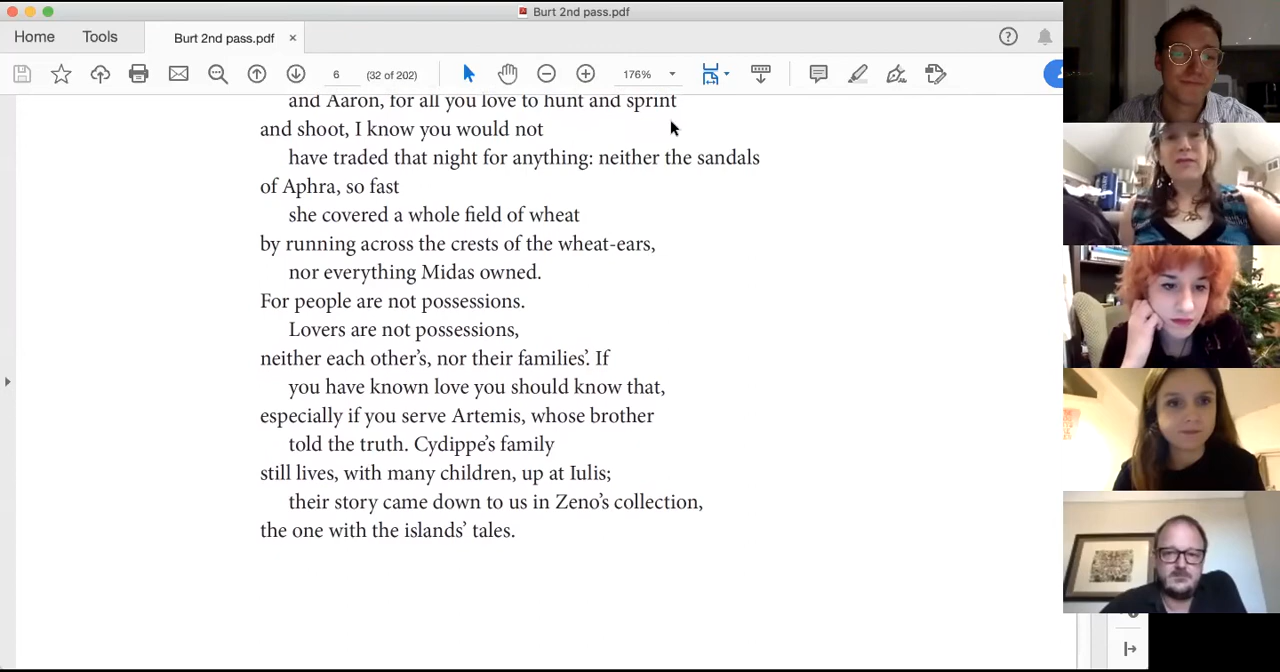 Burt 2nd pass.pdf
Home
Tools
Burt 2nd pass.pdf ×
6
(32 of 202)
176%
and Aaron, for all you love to hunt and sprint
and shoot, I know you would not
have traded that night for anything: neither the sandals
of Aphra, so fast
she covered a whole field of wheat
by running across the crests of the wheat-ears,
nor everything Midas owned.
For people are not possessions.
Lovers are not possessions,
neither each other’s, nor their families’. If
you have known love you should know that,
especially if you serve Artemis, whose brother
told the truth. Cydippe’s family
still lives, with many children, up at Iulis;
their story came down to us in Zeno’s collection,
the one with the islands’ tales.